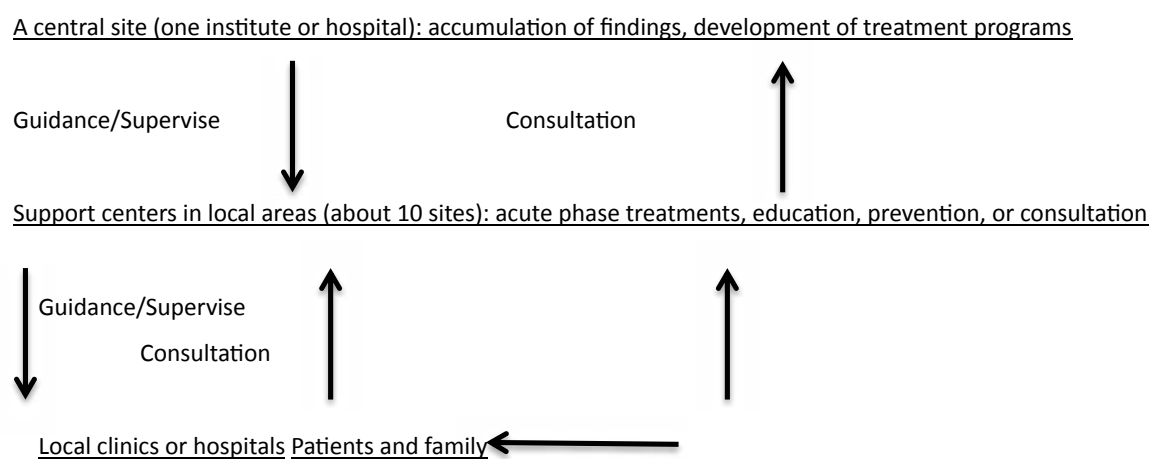 A central site (one institute or hospital): accumulation of findings, development of treatment programs
Guidance/Supervise Consultation
Support centers in local areas (about 10 sites): acute phase treatments, education, prevention, or consultation
Guidance/Supervise
Consultation
Local clinics or hospitals Patients and family